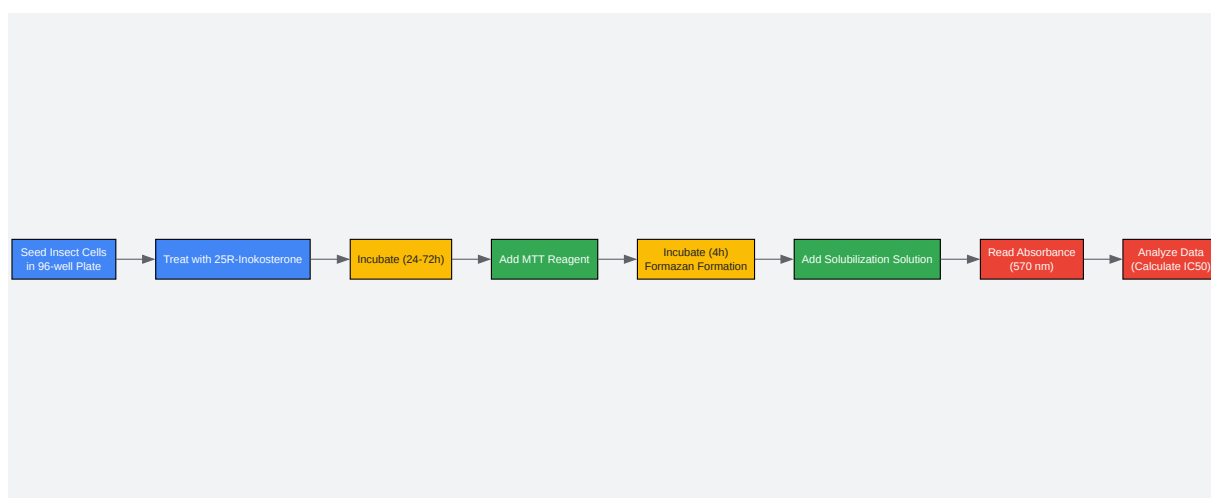 Seed Insect Cells
in 96-well Plate
Treat with 25R-Inokosterone
Incubate (24-72h)
Add MTT Reagent
Incubate (4h)
Formazan Formation
Add Solubilization Solution
Read Absorbance
(570 nm)
Analyze Data
(Calculate IC50)